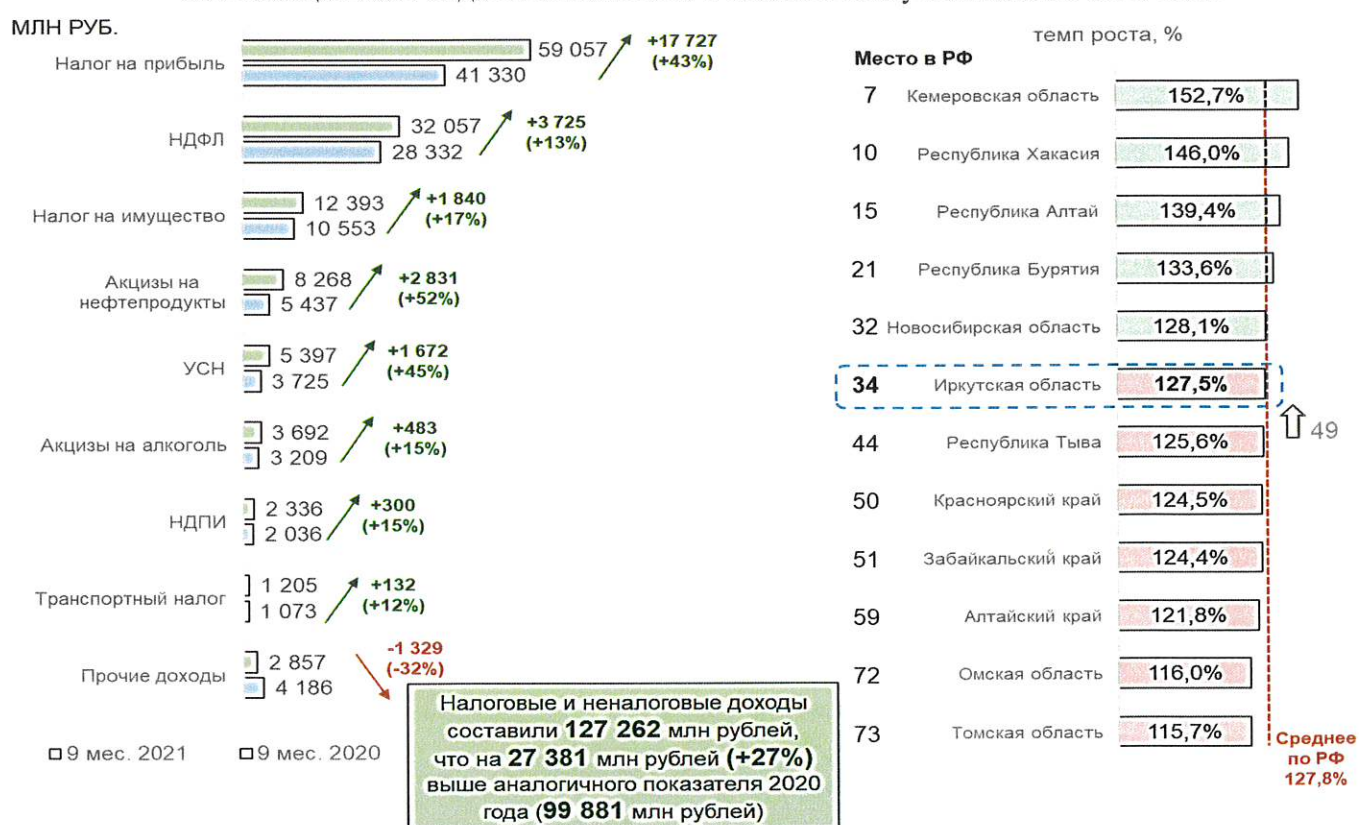 МЛН РУБ.
Налог на прибыль
59 057
41 330
+17 727
(+43%)
НДФЛ
32 057
28 332
+3 725
(+13%)
Налог на имущество
12 393
10 553
+1 840
(+17%)
Акцизы на
нефтепродукты
8 268
5 437
+2 831
(+52%)
УСН
5 397
3 725
+1 672
(+45%)
Акцизы на алкоголь
3 692
3 209
+483
(+15%)
НДПИ
2 336
2 036
+300
(+15%)
Транспортный налог
1 205
1 073
+132
(+12%)
Прочие доходы
2 857
4 186
-1 329
(-32%)
9 мес. 2021
9 мес. 2020
Налоговые и неналоговые доходы
составили 127 262 млн рублей,
что на 27 381 млн рублей (+27%)
выше аналогичного показателя 2020
года (99 881 млн рублей)
темп роста, %
Место в РФ
7 Кемеровская область 152,7%
10 Республика Хакасия 146,0%
15 Республика Алтай 139,4%
21 Республика Бурятия 133,6%
32 Новосибирская область 128,1%
34 Иркутская область 127,5%
49
44 Республика Тыва 125,6%
50 Красноярский край 124,5%
51 Забайкальский край 124,4%
59 Алтайский край 121,8%
72 Омская область 116,0%
73 Томская область 115,7%
Среднее
по РФ
127,8%